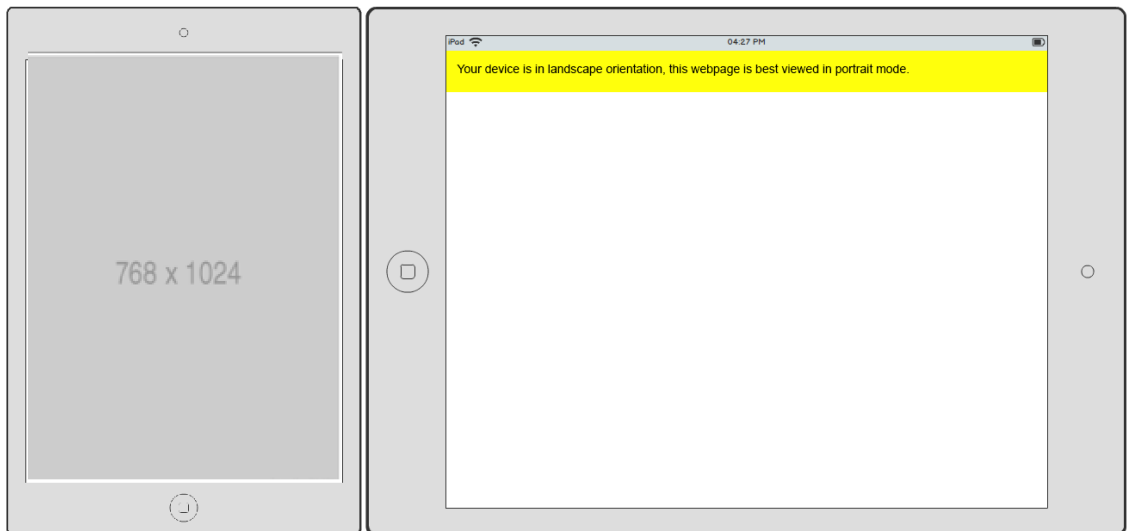 768 x 1024
iPod 04:27 PM
Your device is in landscape orientation, this webpage is best viewed in portrait mode.